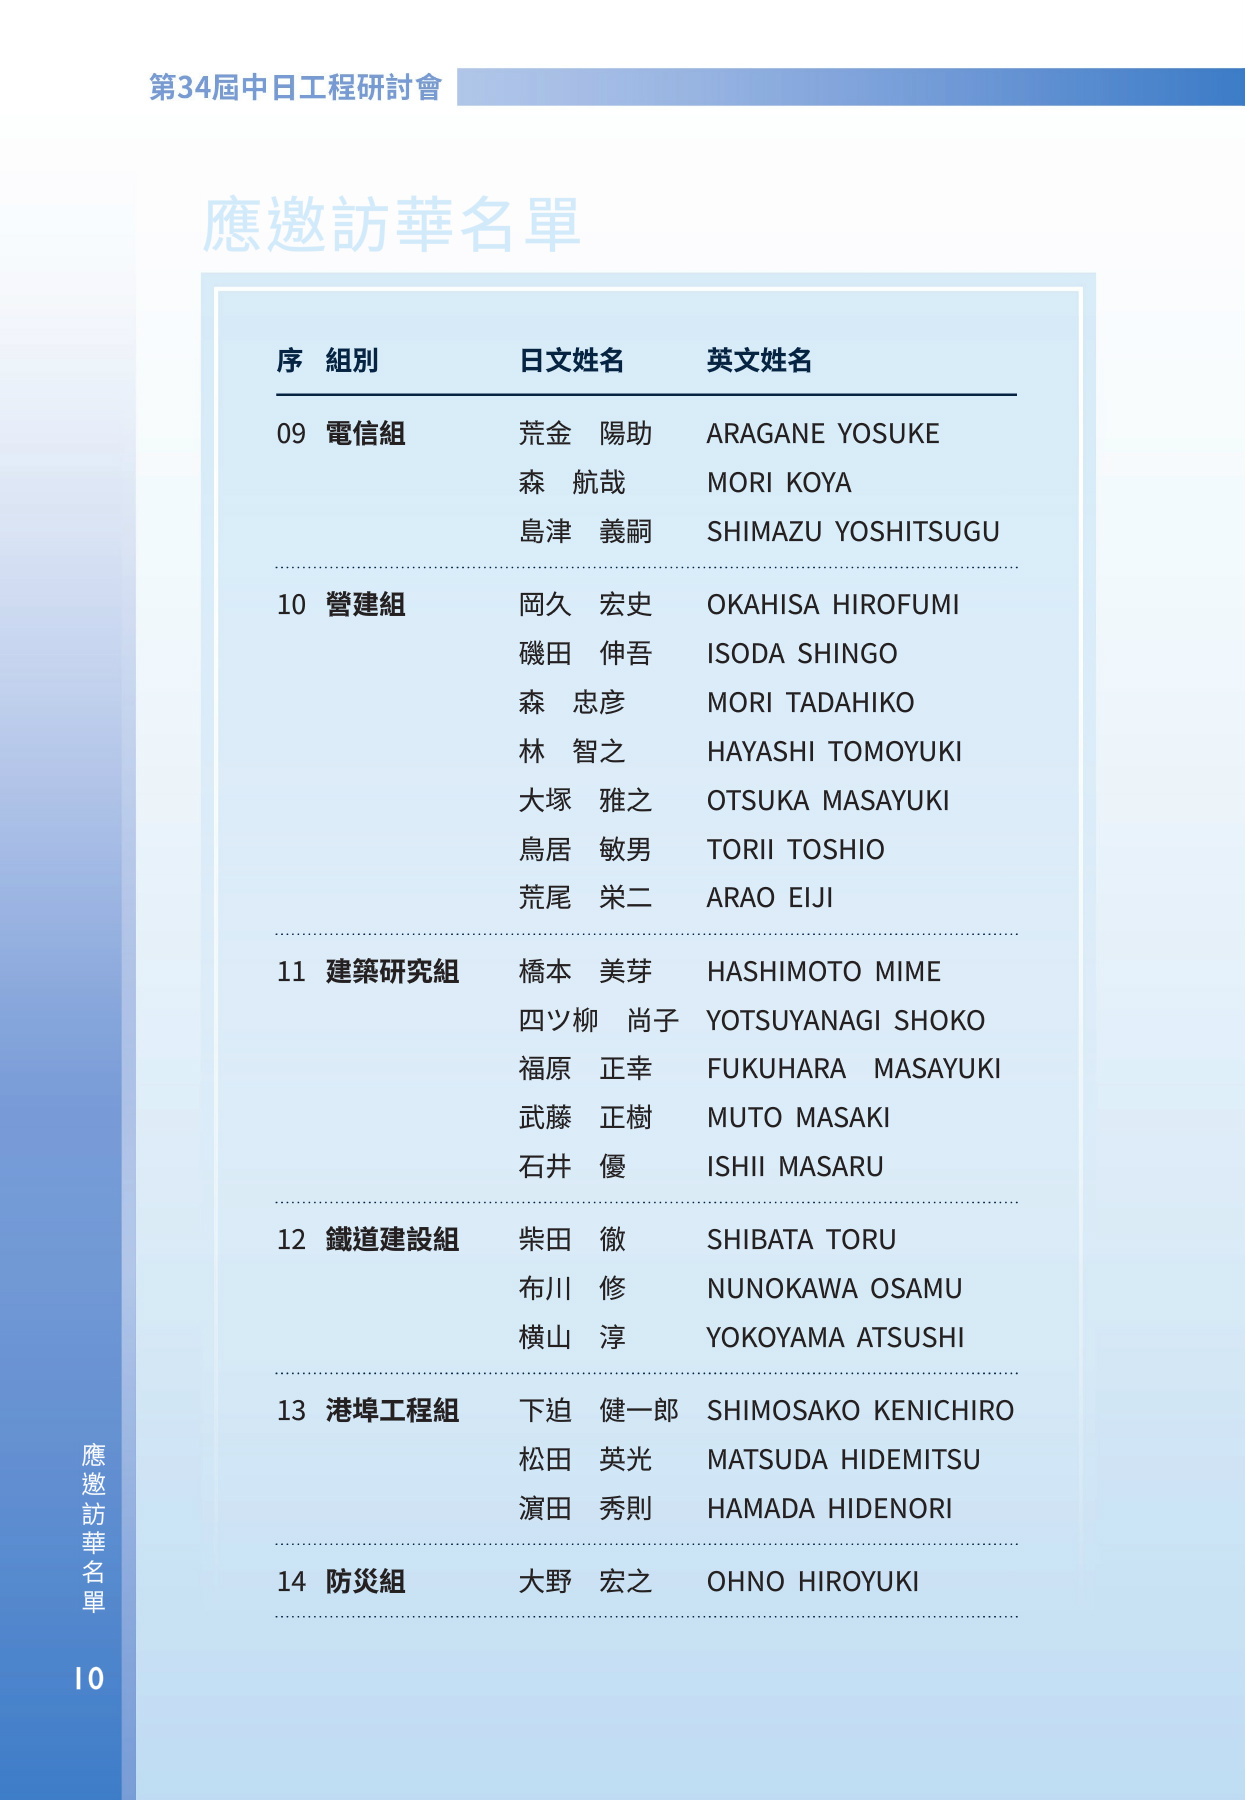 第34屆中日工程研討會
應邀訪華名單
序 組別 日文姓名 英文姓名
09 電信組 荒金　陽助 ARAGANE YOSUKE
森　航哉 MORI KOYA
島津　義嗣 SHIMAZU YOSHITSUGU
10 營建組 岡久　宏史 OKAHISA HIROFUMI
磯田　伸吾 ISODA SHINGO
森　忠彦 MORI TADAHIKO
林　智之 HAYASHI TOMOYUKI
大塚　雅之 OTSUKA MASAYUKI
鳥居　敏男 TORII TOSHIO
荒尾　栄二 ARAO EIJI
11 建築研究組 橋本　美芽 HASHIMOTO MIME
四ツ柳　尚子 YOTSUYANAGI SHOKO
福原　正幸 FUKUHARA　MASAYUKI
武藤　正樹 MUTO MASAKI
石井　優 ISHII MASARU
12 鐵道建設組 柴田　徹 SHIBATA TORU
布川　修 NUNOKAWA OSAMU
横山　淳 YOKOYAMA ATSUSHI
13 港埠工程組 下迫　健一郎 SHIMOSAKO KENICHIRO
松田　英光 MATSUDA HIDEMITSU
濵田　秀則 HAMADA HIDENORI
14 防災組 大野　宏之 OHNO HIROYUKI
應邀訪華名單
10